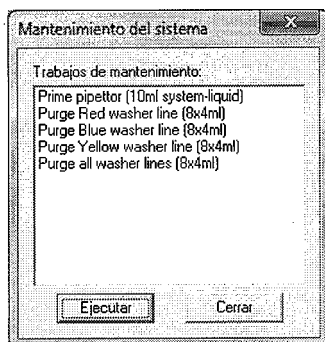 Mantenimiento del sistema
Trabajos de mantenimiento:
Prime pipettor (10ml system-liquid)
Purge Red washer line (8x4ml)
Purge Blue washer line (8x4ml)
Purge Yellow washer line (8x4ml)
Purge all washer lines (8x4ml)
Ejecutar
Cerrar